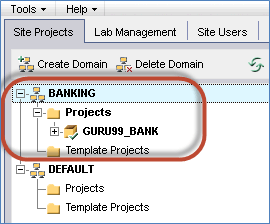 Tools Help
Site Projects Lab Management Site Users
Create Domain Delete Domain
BANKING
Projects
GURU99_BANK
Template Projects
DEFAULT
Projects
Template Projects